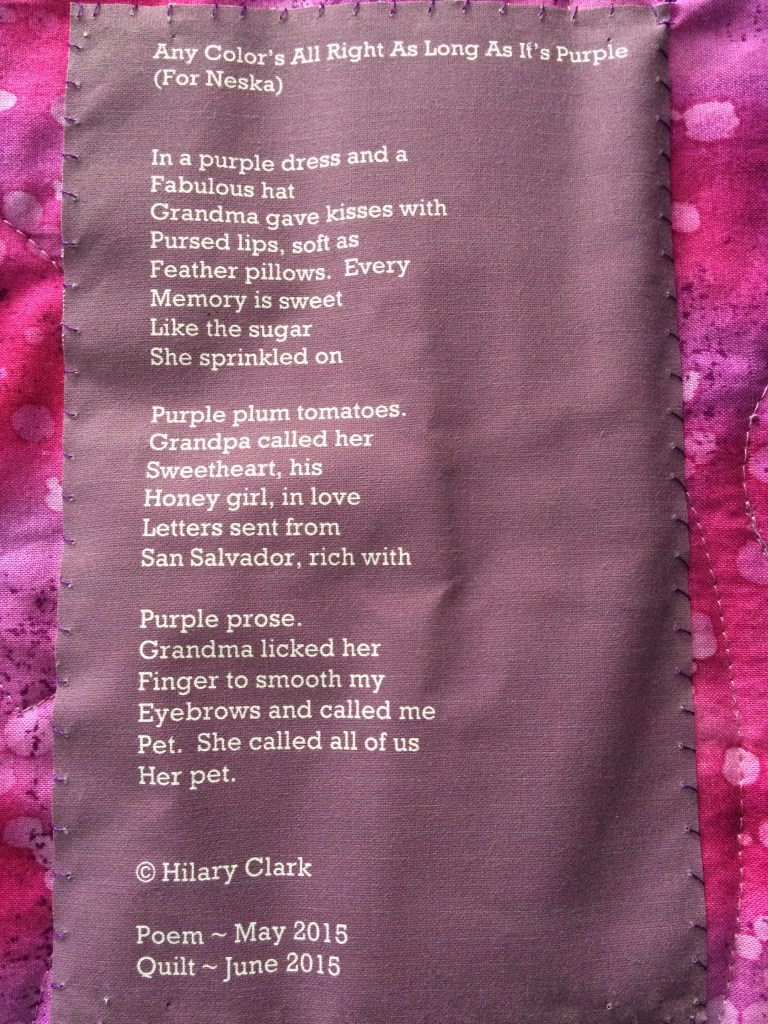 Any Color's All Right As Long As It's Purple
(For Neska)
In a purple dress and a
Fabulous hat
Grandma gave kisses with
Pursed lips, soft as
Feather pillows.  Every
Memory is sweet
Like the sugar
She sprinkled on
Purple plum tomatoes.
Grandpa called her
Sweetheart, his
Honey girl, in love
Letters sent from
San Salvador, rich with
Purple prose.
Grandma licked her
Finger to smooth my
Eyebrows and called me
Pet.  She called all of us
Her pet.
© Hilary Clark
Poem ~ May 2015
Quilt ~ June 2015